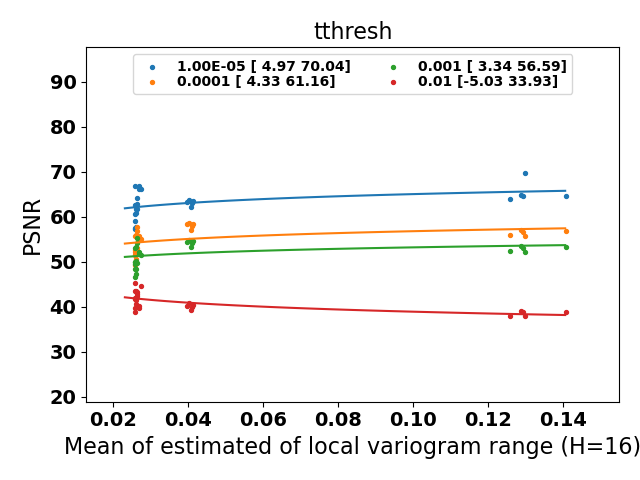 tthresh
1.00E-05 [ 4.97 70.04]
0.0001 [ 4.33 61.16]
0.001 [ 3.34 56.59]
0.01 [-5.03 33.93]
PSNR
90
80
70
60
50
40
30
20
0.02 0.04 0.06 0.08 0.10 0.12 0.14
Mean of estimated of local variogram range (H=16)